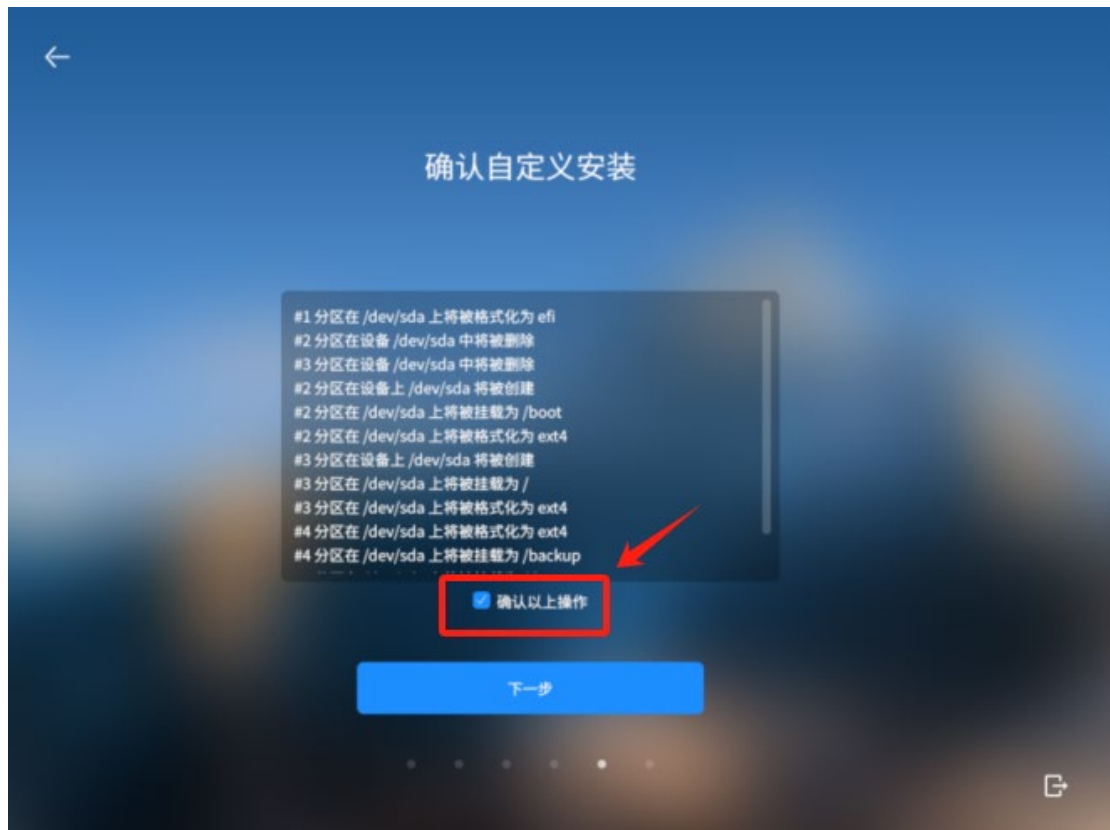 确认自定义安装
#1 分区在 /dev/sda 上将被格式化为 efi
#2 分区在设备 /dev/sda 中将被删除
#3 分区在设备 /dev/sda 中将被删除
#2 分区在设备上 /dev/sda 将被创建
#2 分区在 /dev/sda 上将被挂载为 /boot
#2 分区在 /dev/sda 上将被格式化为 ext4
#3 分区在设备上 /dev/sda 将被创建
#3 分区在 /dev/sda 上将被挂载为 /
#3 分区在 /dev/sda 上将被格式化为 ext4
#4 分区在 /dev/sda 上将被格式化为 ext4
#4 分区在 /dev/sda 上将被挂载为 /backup
确认以上操作
下一步